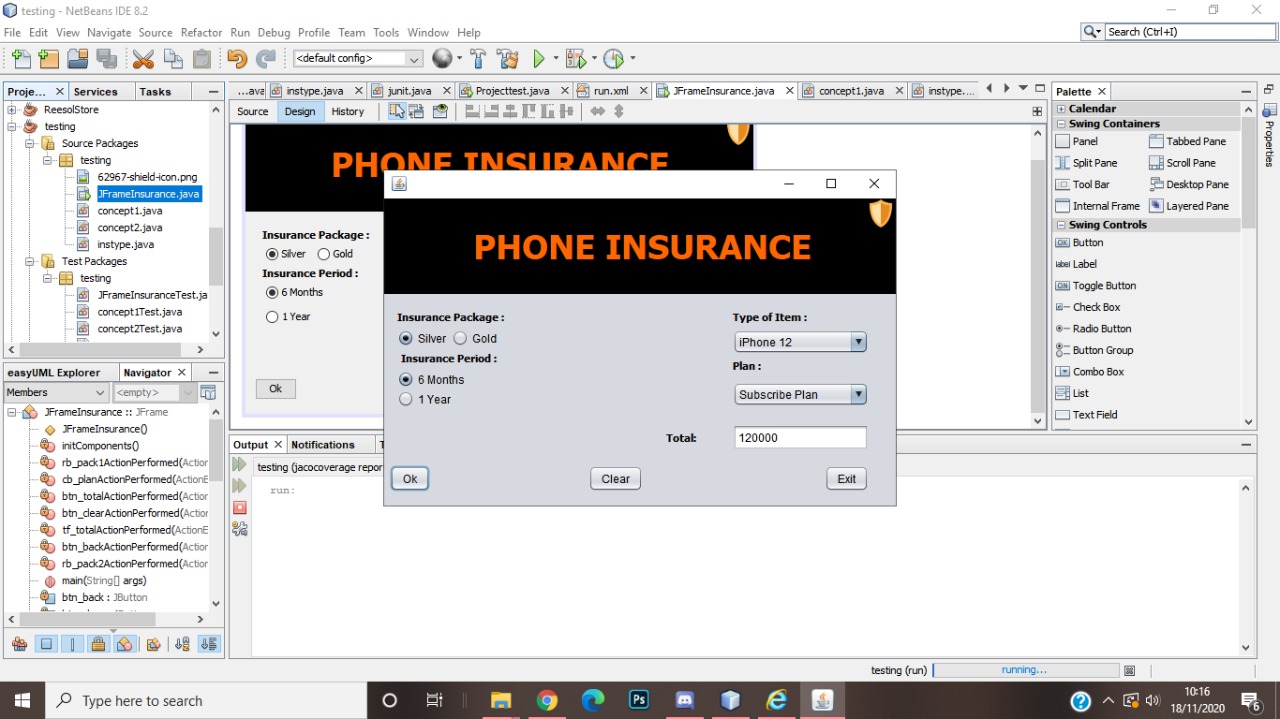 testing - NetBeans IDE 8.2
File Edit View Navigate Source Refactor Run Debug Profile Team Tools Window Help
Search (Ctrl+I)
<default config>
Proje... Services Tasks
...ava instype.java junit.java Projecttest.java run.xml JFrameInsurance.java concept1.java instype....
Palette
Source Design History
Properties
ReesolStore
testing
Source Packages
testing
62967-shield-icon.png
JFrameInsurance.java
concept1.java
concept2.java
instype.java
Test Packages
testing
JFrameInsuranceTest.ja
concept1Test.java
concept2Test.java
easyUML Explorer Navigator
Members <empty>
JFrameInsurance :: JFrame
JFrameInsurance()
initComponents()
rb_pack1ActionPerformed(Action
cb_planActionPerformed(ActionE
btn_totalActionPerformed(Action
btn_clearActionPerformed(Action
tf_totalActionPerformed(ActionE
btn_backActionPerformed(Action
rb_pack2ActionPerformed(Action
main(String[] args)
btn_back : JButton
PHONE INSURANCE
Insurance Package :
Silver Gold
Insurance Period :
6 Months
1 Year
Ok
PHONE INSURANCE
Insurance Package :
Silver Gold
Insurance Period :
6 Months
1 Year
Type of Item :
iPhone 12
Plan :
Subscribe Plan
Total:
120000
Ok Clear Exit
Calendar
Swing Containers
Panel Tabbed Pane
Split Pane Scroll Pane
Tool Bar Desktop Pane
Internal Frame Layered Pane
Swing Controls
OK Button
label Label
ON Toggle Button
Check Box
Radio Button
Button Group
Combo Box
List
Text Field
Output Notifications T
testing (jacocoverage repor
run:
testing (run) running...
Type here to search
Ps
10:16
18/11/2020
6